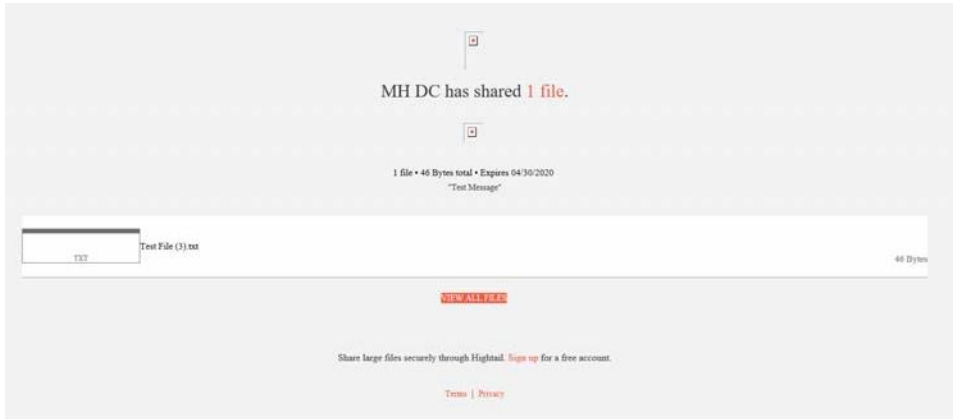 MH DC has shared 1 file.
1 file • 46 Bytes total • Expires 04/30/2020
"Test Message"
Test File (3).txt
TXT
46 Bytes
VIEW ALL FILES
Share large files securely through Hightail. Sign up for a free account.
Terms | Privacy